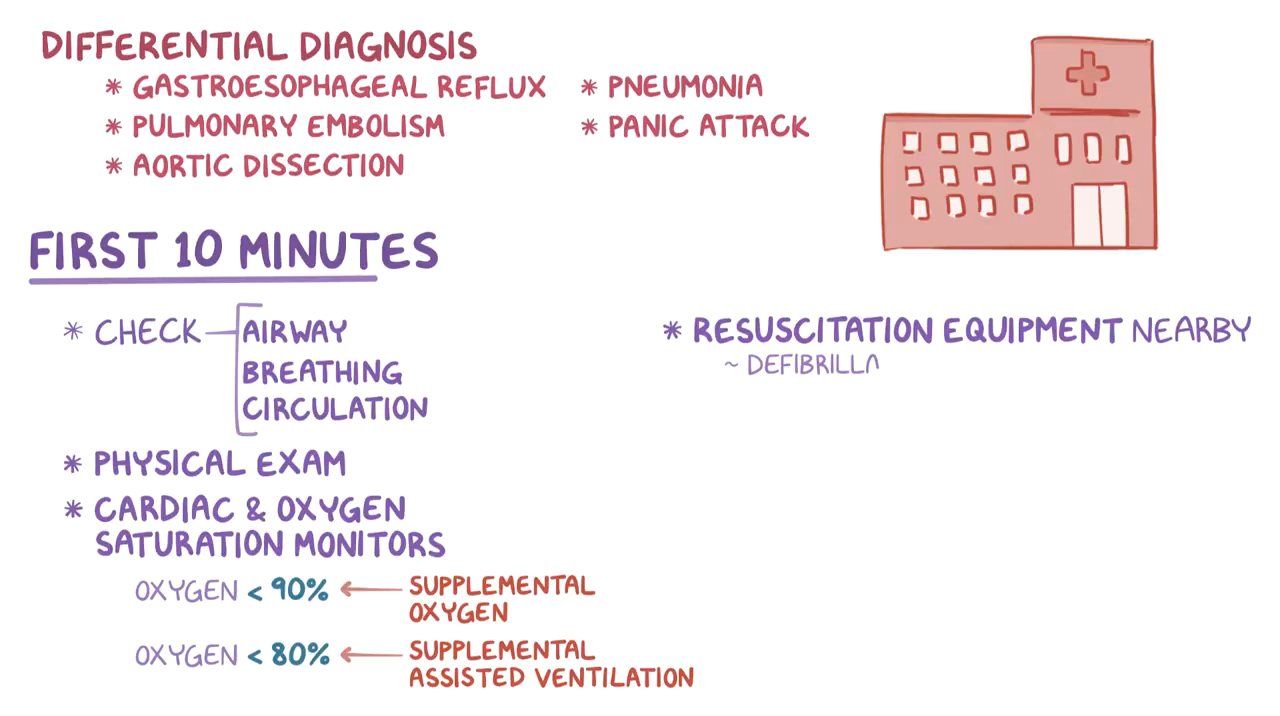 DIFFERENTIAL DIAGNOSIS
* GASTROESOPHAGEAL REFLUX
* PULMONARY EMBOLISM
* AORTIC DISSECTION
* PNEUMONIA
* PANIC ATTACK
FIRST 10 MINUTES
* CHECK
AIRWAY
BREATHING
CIRCULATION
* PHYSICAL EXAM
* CARDIAC & OXYGEN
SATURATION MONITORS
OXYGEN < 90%
SUPPLEMENTAL
OXYGEN
OXYGEN < 80%
SUPPLEMENTAL
ASSISTED VENTILATION
* RESUSCITATION EQUIPMENT NEARBY
~ DEFIBRILL